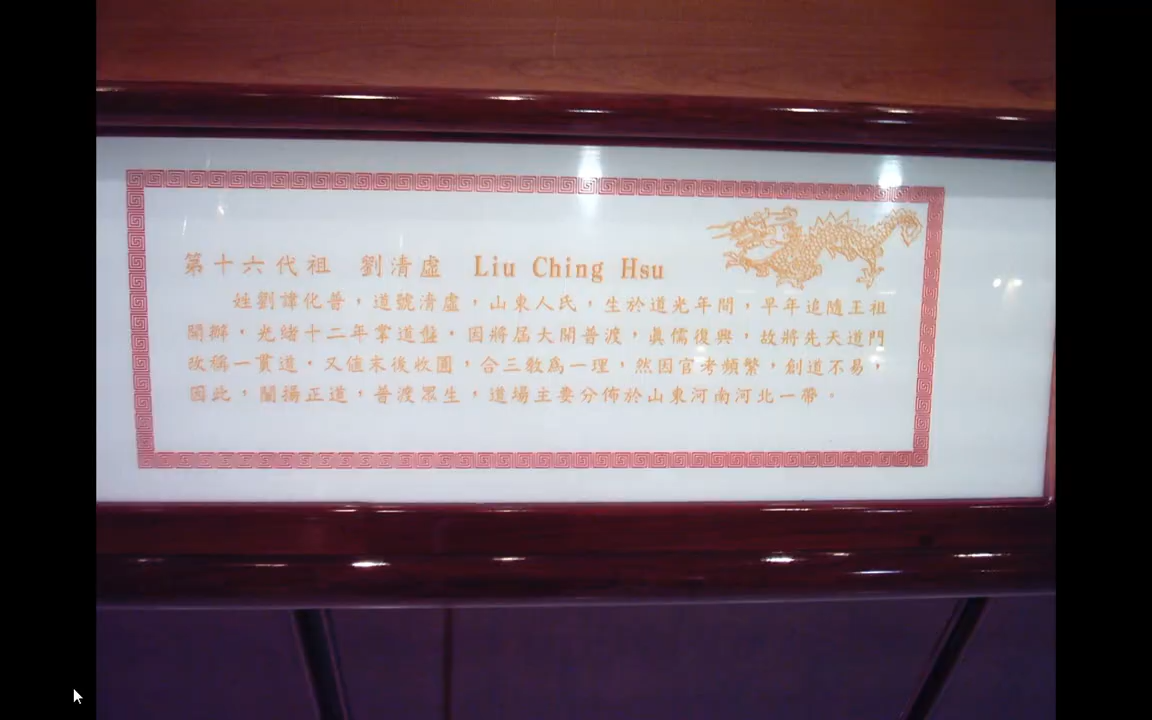 第十六代祖 劉清虛 Liu Ching Hsu
姓劉諱化普，道號清虛，山東人氏，生於道光年間，早年追隨王祖
開辦，光緒十二年掌道盤，因將屆大開普渡，眞儒復興，故將先天道門
改稱一貫道，又值末後收圓，合三教為一理，然因官考頻繁，創道不易，
因此，闡揚正道，普渡眾生，道場主要分佈於山東河南河北一帶。